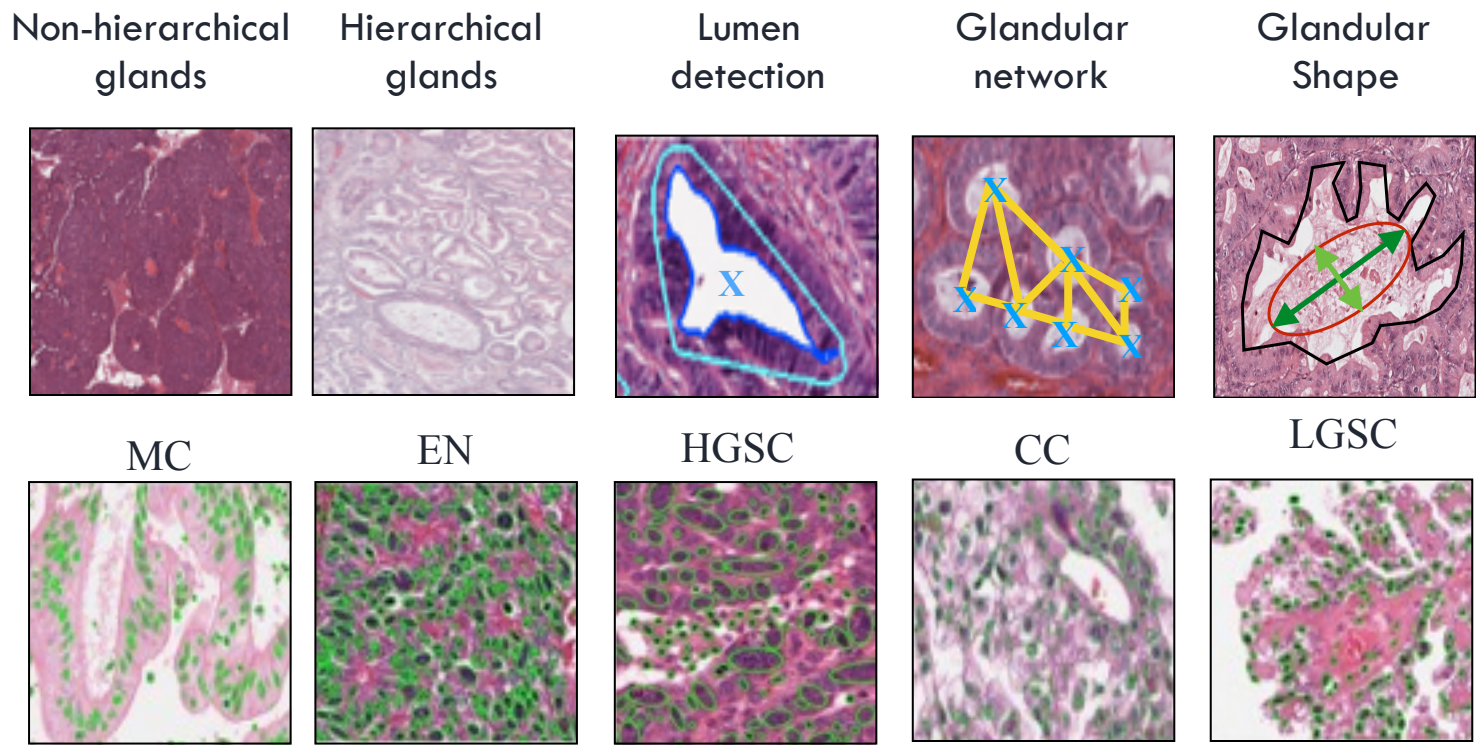 Non-hierarchical
glands
Hierarchical
glands
Lumen
detection
Glandular
network
Glandular
Shape
X
X
X
X
X
X
X
X
MC
EN
HGSC
CC
LGSC